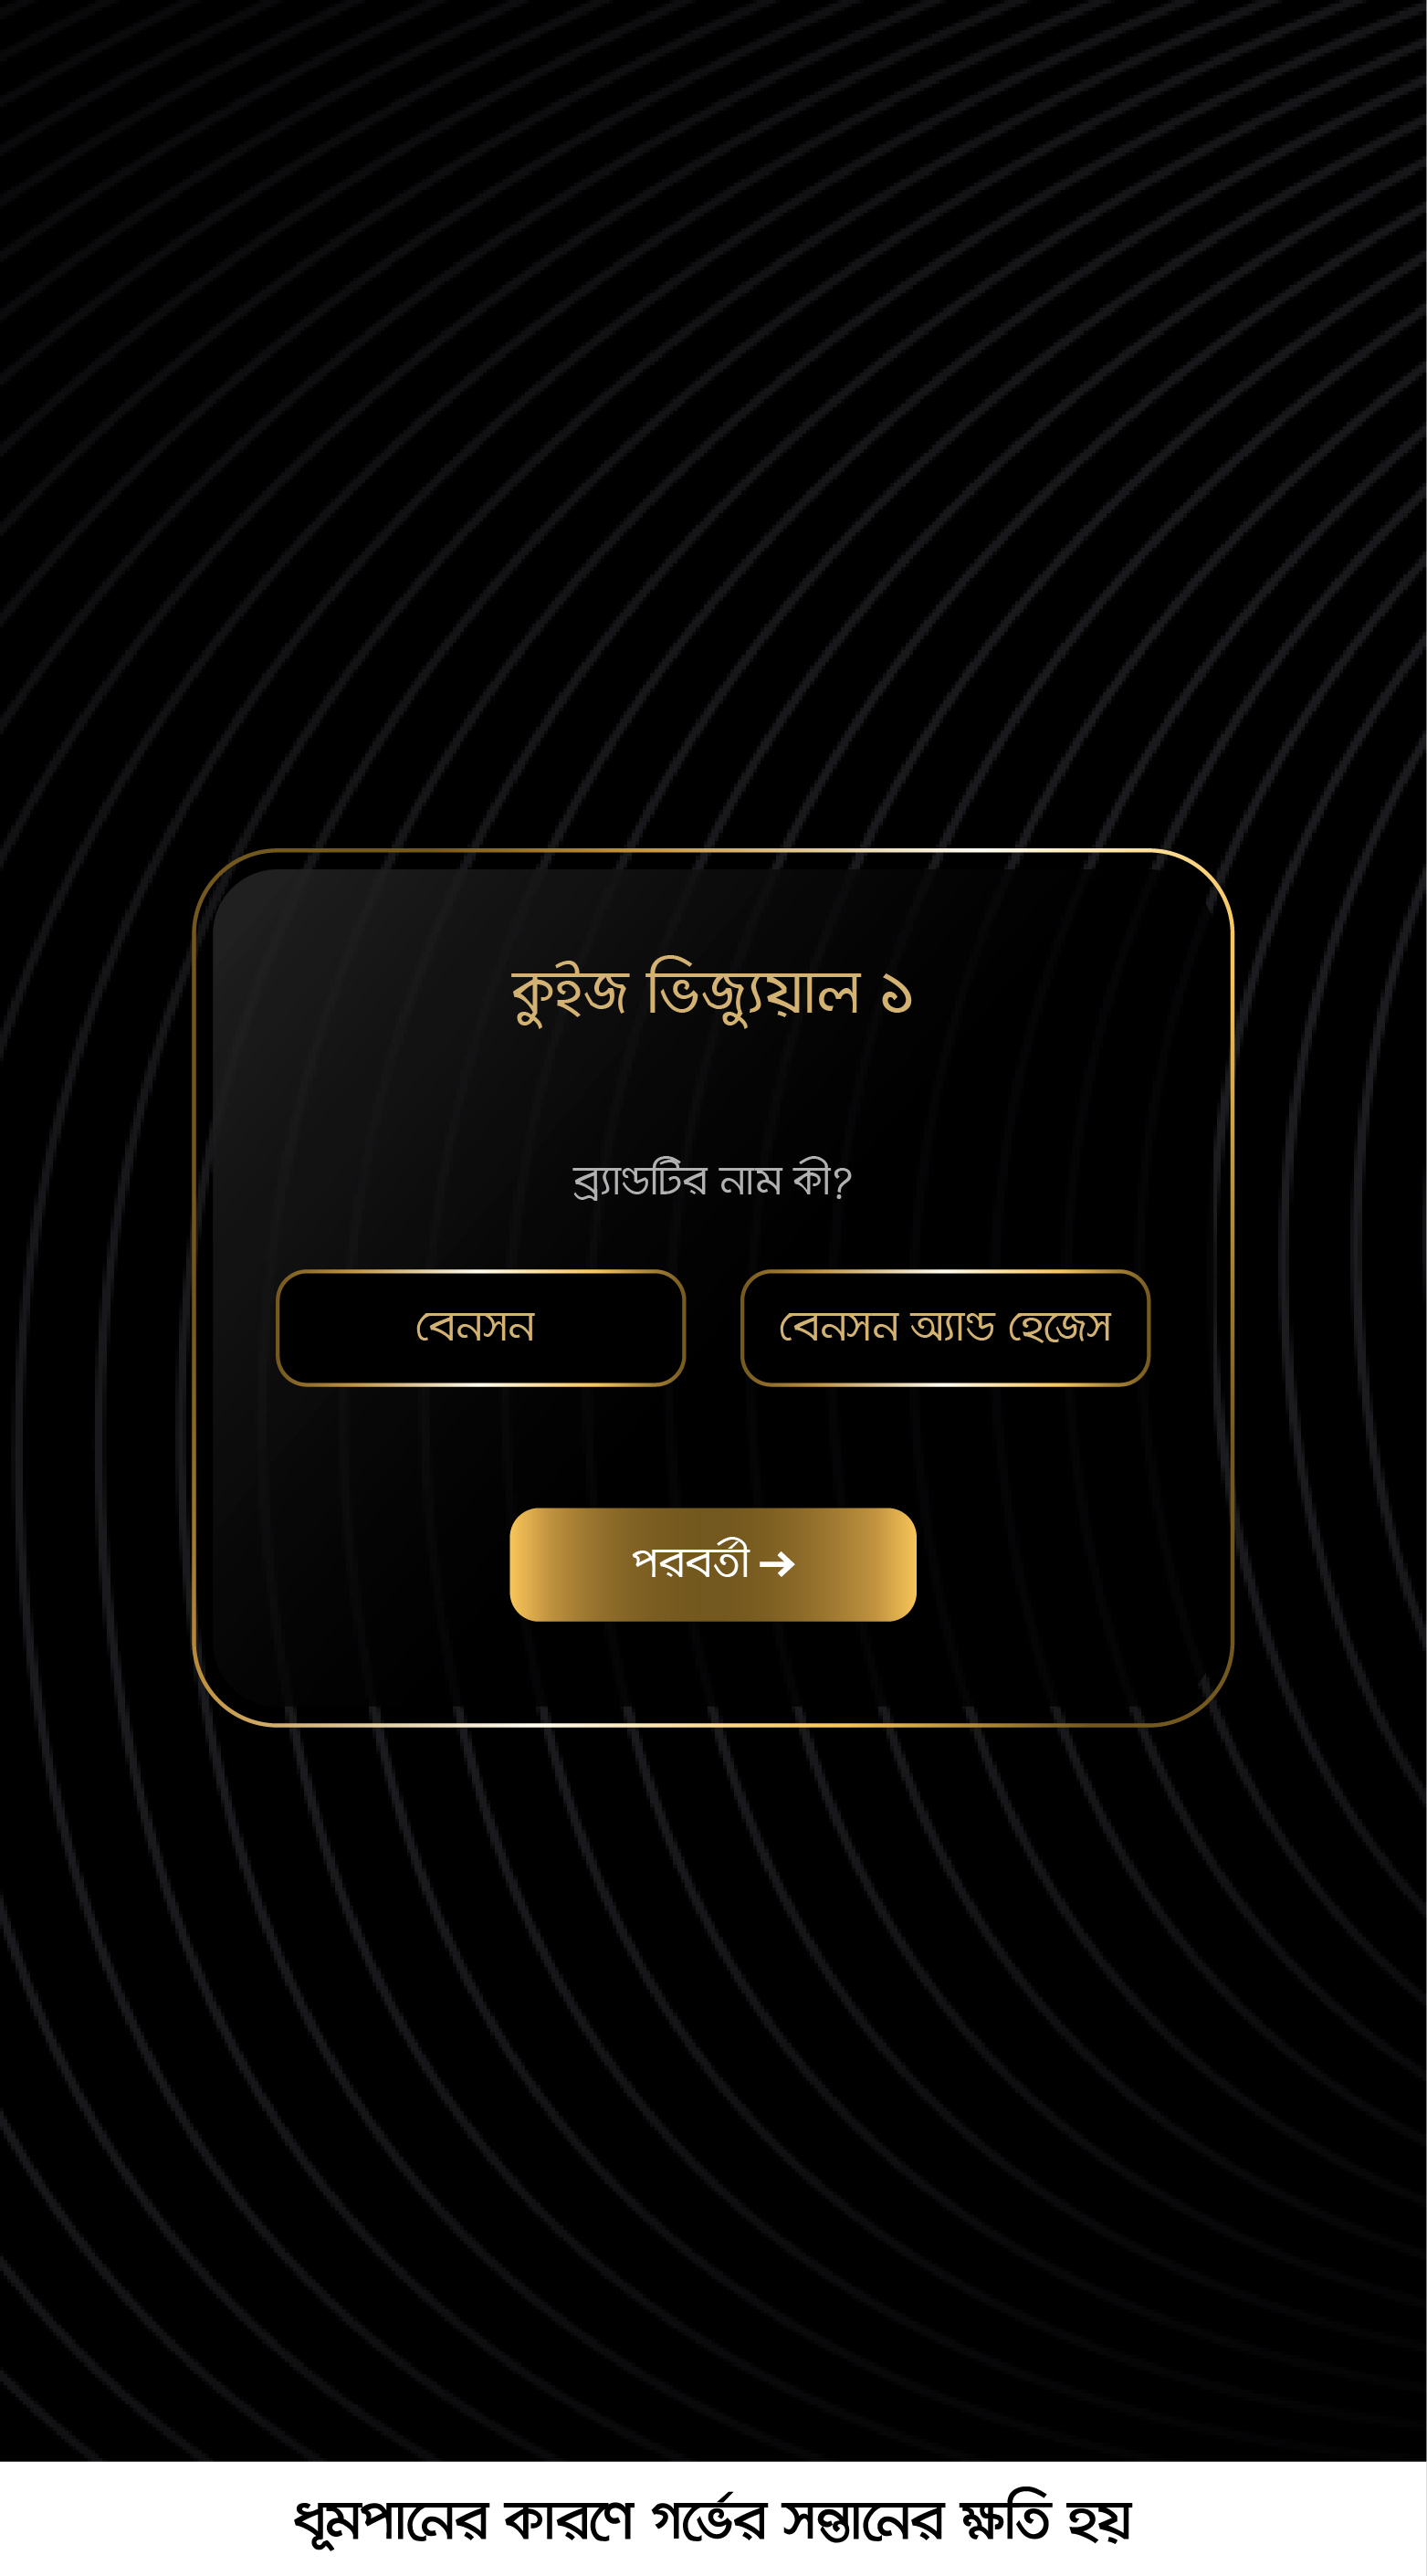 কুইজ ভিজ্যুয়াল ১
ব্র্যান্ডটির নাম কী?
বেনসন
বেনসন অ্যান্ড হেজেস
পরবর্তী →
ধূমপানের কারণে গর্ভের সন্তানের ক্ষতি হয়